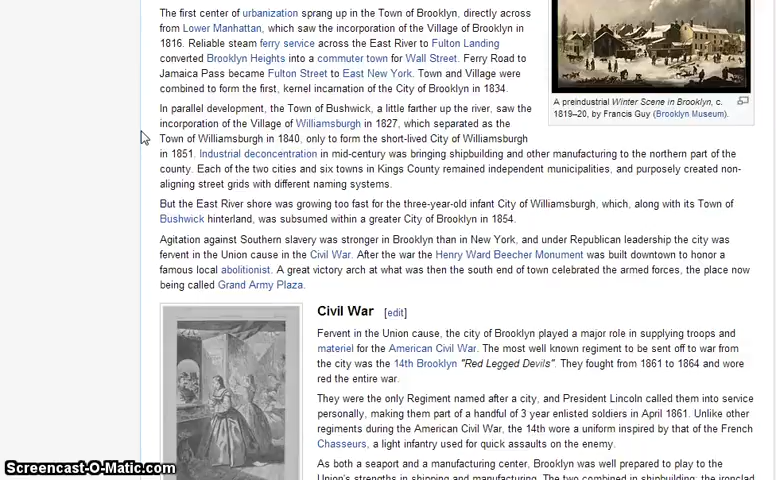 The first center of urbanization sprang up in the Town of Brooklyn, directly across
from Lower Manhattan, which saw the incorporation of the Village of Brooklyn in
1816. Reliable steam ferry service across the East River to Fulton Landing
converted Brooklyn Heights into a commuter town for Wall Street. Ferry Road to
Jamaica Pass became Fulton Street to East New York. Town and Village were
combined to form the first, kernel incarnation of the City of Brooklyn in 1834.
A preindustrial Winter Scene in Brooklyn, c.
1819–20, by Francis Guy (Brooklyn Museum).
In parallel development, the Town of Bushwick, a little farther up the river, saw the
incorporation of the Village of Williamsburgh in 1827, which separated as the
Town of Williamsburgh in 1840, only to form the short-lived City of Williamsburgh
in 1851. Industrial deconcentration in mid-century was bringing shipbuilding and other manufacturing to the northern part of the
county. Each of the two cities and six towns in Kings County remained independent municipalities, and purposely created non-
aligning street grids with different naming systems.
But the East River shore was growing too fast for the three-year-old infant City of Williamsburgh, which, along with its Town of
Bushwick hinterland, was subsumed within a greater City of Brooklyn in 1854.
Agitation against Southern slavery was stronger in Brooklyn than in New York, and under Republican leadership the city was
fervent in the Union cause in the Civil War. After the war the Henry Ward Beecher Monument was built downtown to honor a
famous local abolitionist. A great victory arch at what was then the south end of town celebrated the armed forces, the place now
being called Grand Army Plaza.
Civil War [edit]
Fervent in the Union cause, the city of Brooklyn played a major role in supplying troops and
materiel for the American Civil War. The most well known regiment to be sent off to war from
the city was the 14th Brooklyn "Red Legged Devils". They fought from 1861 to 1864 and wore
red the entire war.
They were the only Regiment named after a city, and President Lincoln called them into service
personally, making them part of a handful of 3 year enlisted soldiers in April 1861. Unlike other
regiments during the American Civil War, the 14th wore a uniform inspired by that of the French
Chasseurs, a light infantry used for quick assaults on the enemy.
As both a seaport and a manufacturing center, Brooklyn was well prepared to play to the
Union's strengths in shipping and manufacturing. The two combined in shipbuilding; the ironclad
Screencast-O-Matic.com